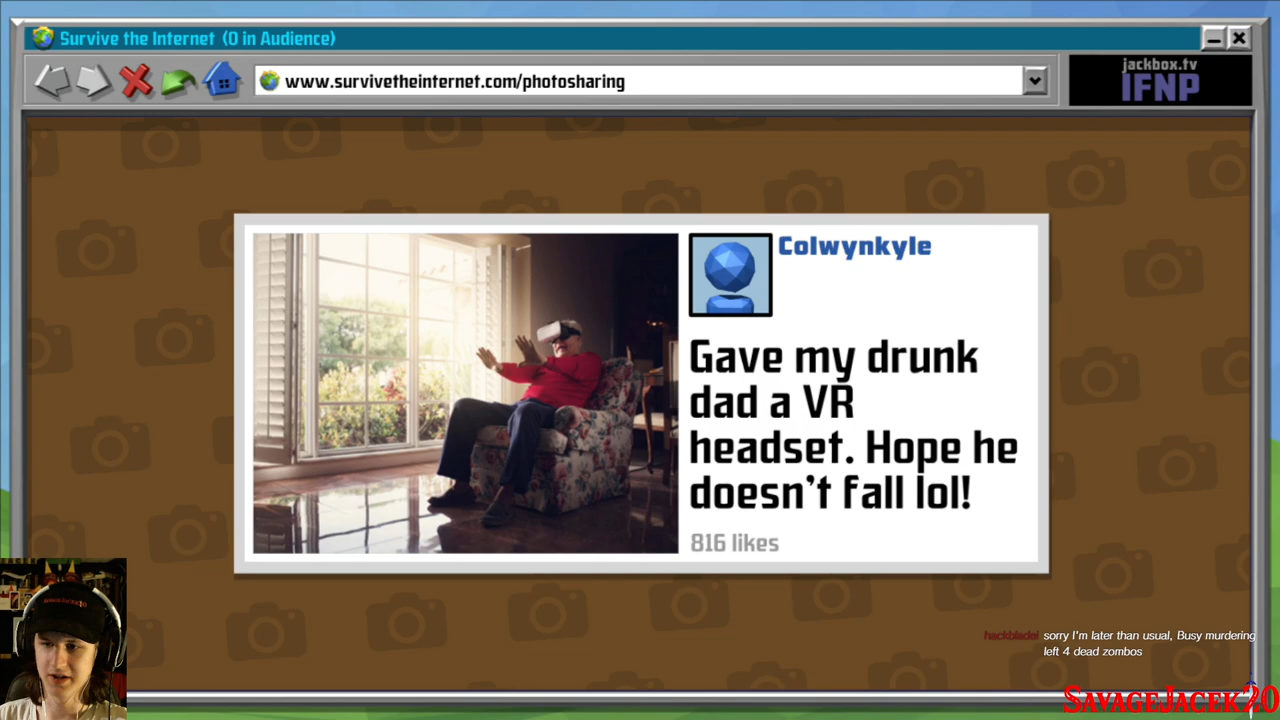 Survive the Internet (0 in Audience)
www.survivetheinternet.com/photosharing
jackbox.tv
IFNP
Colwynkyle
Gave my drunk
dad a VR
headset. Hope he
doesn't fall lol!
816 likes
hackbladei sorry I'm later than usual, Busy murdering
left 4 dead zombos
SavageJacek20
SavageJacek20